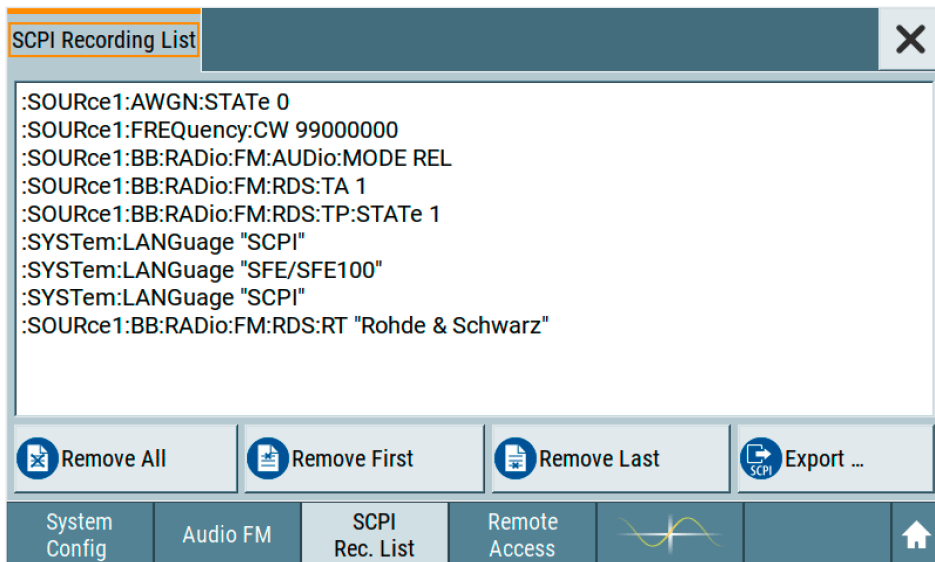 SCPI Recording List
:SOURce1:AWGN:STATe 0
:SOURce1:FREQuency:CW 99000000
:SOURce1:BB:RADio:FM:AUDio:MODE REL
:SOURce1:BB:RADio:FM:RDS:TA 1
:SOURce1:BB:RADio:FM:RDS:TP:STATe 1
:SYSTem:LANGuage "SCPI"
:SYSTem:LANGuage "SFE/SFE100"
:SYSTem:LANGuage "SCPI"
:SOURce1:BB:RADio:FM:RDS:RT "Rohde & Schwarz"
Remove All
Remove First
Remove Last
SCPI
Export ...
System
Config
Audio FM
SCPI
Rec. List
Remote
Access